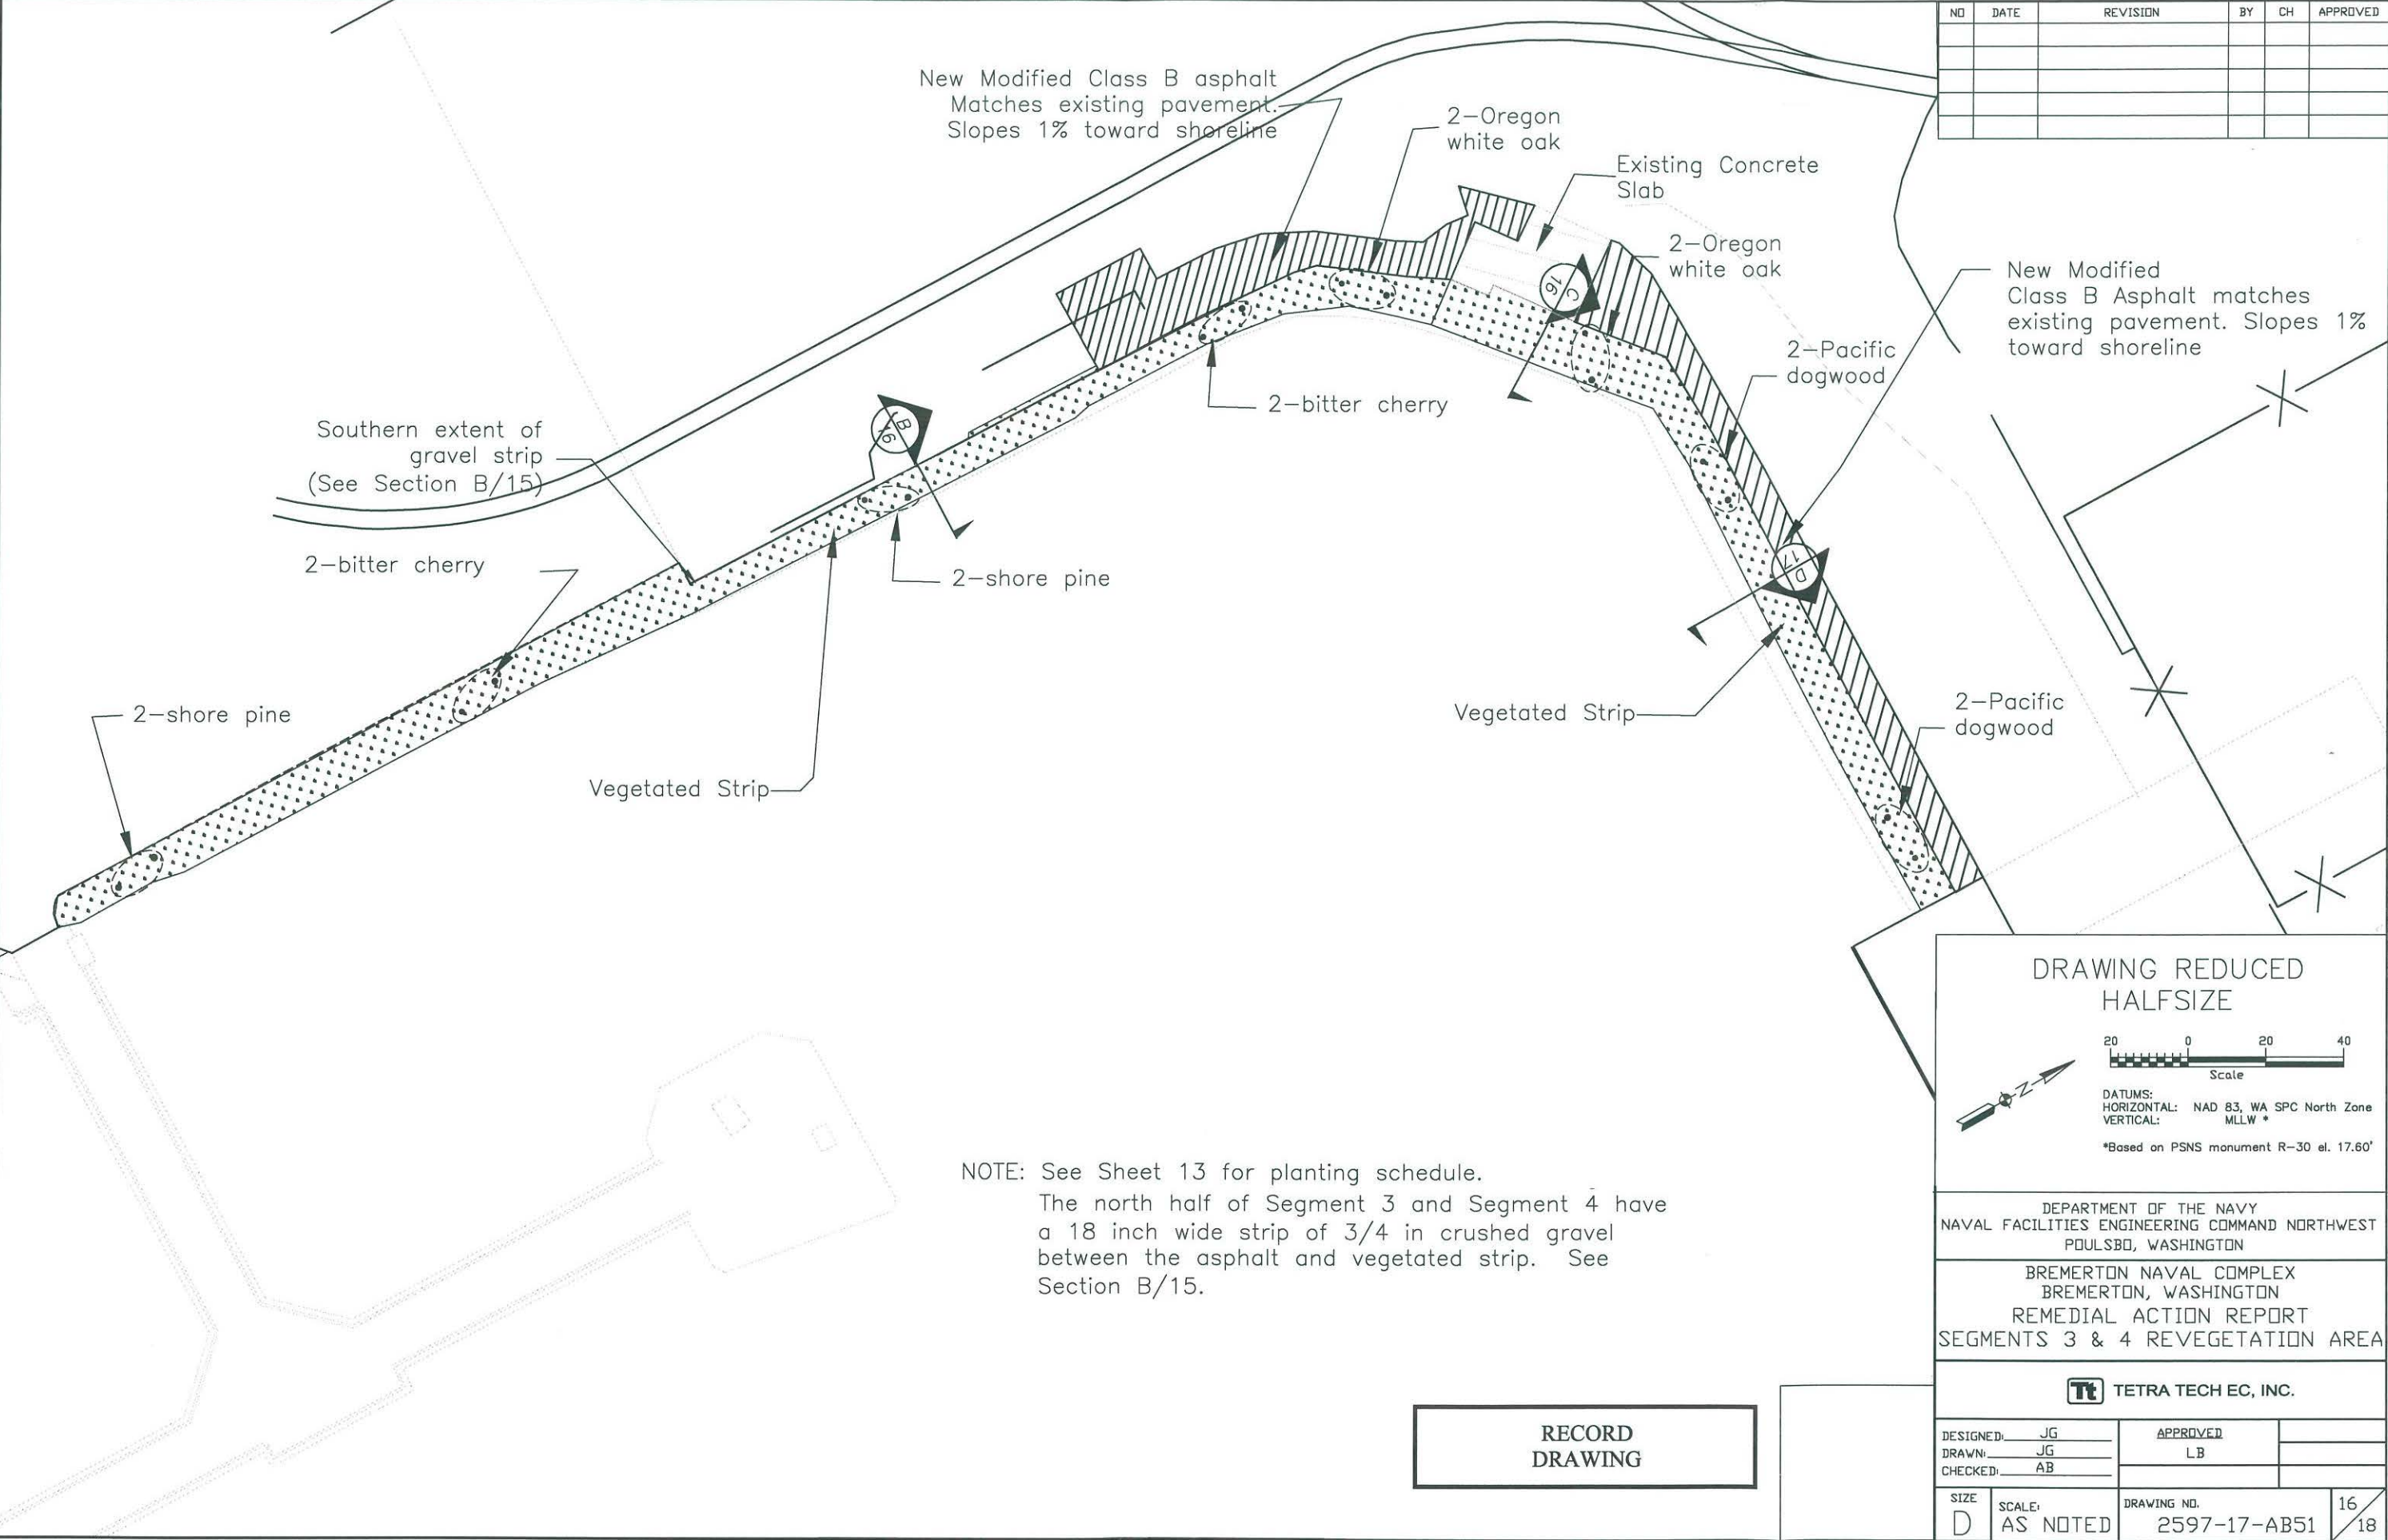 NO DATE REVISION BY CH APPROVED
New Modified Class B asphalt
Matches existing pavement.
Slopes 1% toward shoreline
2-Oregon
white oak
Existing Concrete
Slab
2-Oregon
white oak
New Modified
Class B Asphalt matches
existing pavement. Slopes 1%
toward shoreline
C
16
2-Pacific
dogwood
2-bitter cherry
Southern extent of
gravel strip
(See Section B/15)
B
16
2-bitter cherry
2-shore pine
D
17
2-shore pine
Vegetated Strip
Vegetated Strip
2-Pacific
dogwood
NOTE: See Sheet 13 for planting schedule.
The north half of Segment 3 and Segment 4 have
a 18 inch wide strip of 3/4 in crushed gravel
between the asphalt and vegetated strip. See
Section B/15.
RECORD
DRAWING
DRAWING REDUCED
HALFSIZE
20 0 20 40
Scale
N
DATUMS:
HORIZONTAL: NAD 83, WA SPC North Zone
VERTICAL: MLLW *
*Based on PSNS monument R-30 el. 17.60'
DEPARTMENT OF THE NAVY
NAVAL FACILITIES ENGINEERING COMMAND NORTHWEST
POULSBO, WASHINGTON
BREMERTON NAVAL COMPLEX
BREMERTON, WASHINGTON
REMEDIAL ACTION REPORT
SEGMENTS 3 & 4 REVEGETATION AREA
Tt TETRA TECH EC, INC.
DESIGNED: JG
DRAWN: JG
CHECKED: AB
APPROVED
LB
SIZE
D
SCALE:
AS NOTED
DRAWING NO.
2597-17-AB51
16/18